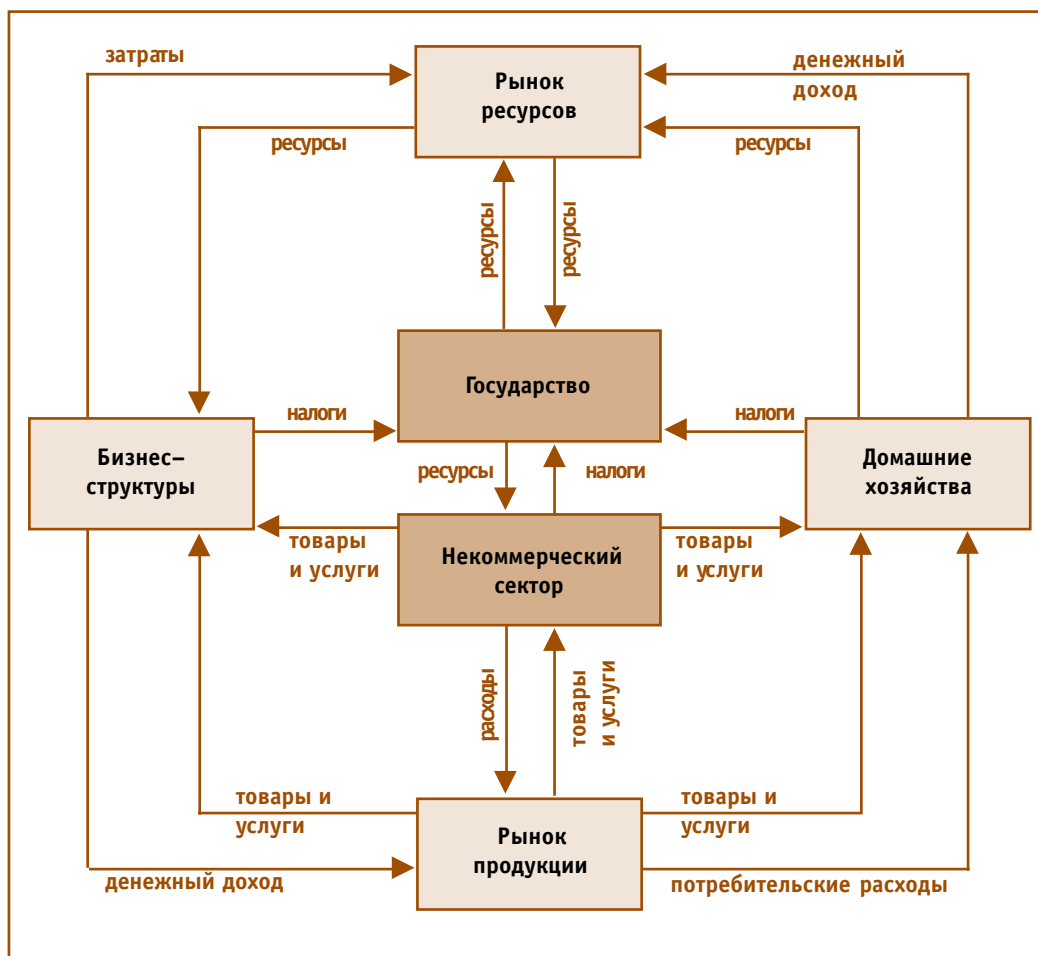 затраты
Рынок
ресурсов
денежный
доход
ресурсы
ресурсы
ресурсы
ресурсы
Государство
налоги
налоги
Бизнес–
структуры
Домашние
хозяйства
ресурсы
налоги
товары
и услуги
Некоммерческий
сектор
товары
и услуги
расходы
товары
и услуги
товары и
услуги
Рынок
продукции
товары и
услуги
денежный доход
потребительские расходы